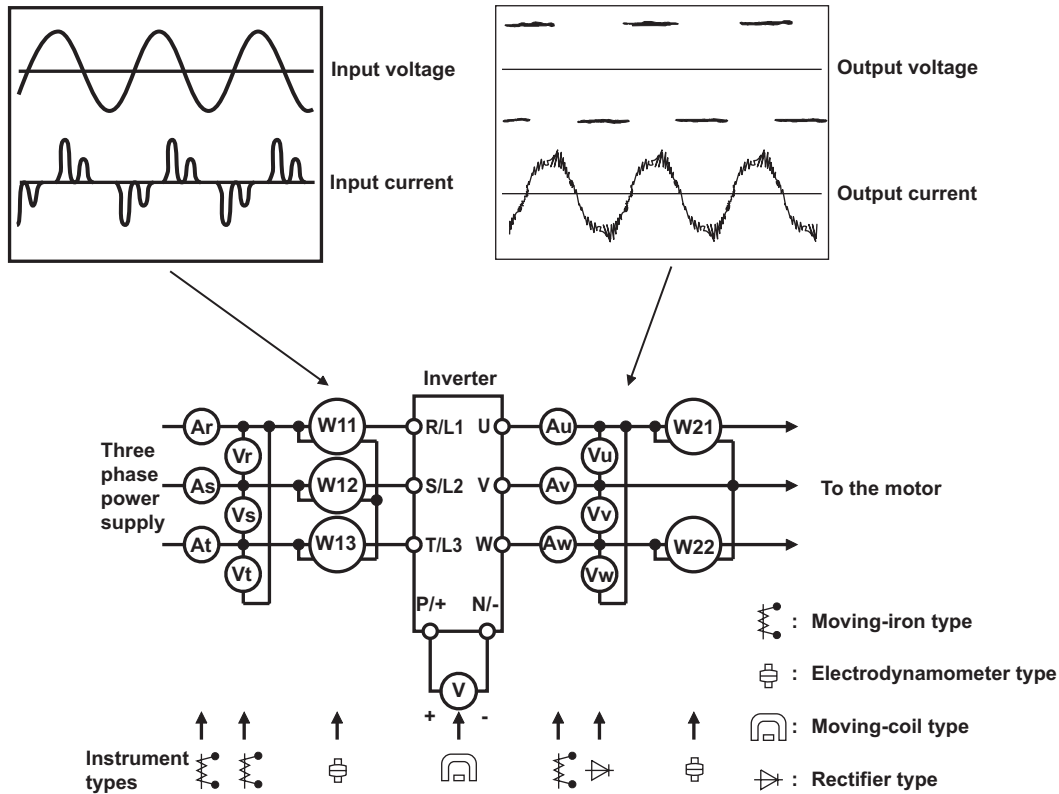 Input voltage
Input current
Output voltage
Output current
Inverter
Three
phase
power
supply
Ar
As
At
Vr
Vs
Vt
W11
W12
W13
R/L1
S/L2
T/L3
U
V
W
P/+
N/-
V
+
-
Au
Av
Aw
Vu
Vv
Vw
W21
W22
To the motor
: Moving-iron type
: Electrodynamometer type
: Moving-coil type
: Rectifier type
Instrument
types